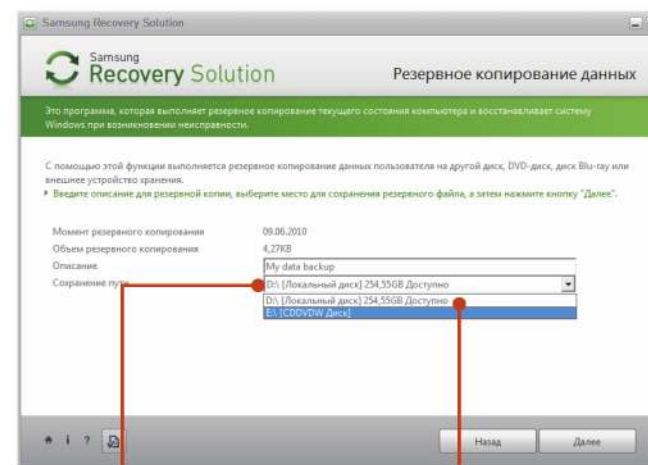 Samsung Recovery Solution
Samsung
Recovery Solution
Резервное копирование данных
Это программа, которая выполняет резервное копирование текущего состояния компьютера и восстанавливает систему
Windows при возникновении неисправности.
С помощью этой функции выполняется резервное копирование данных пользователя на другой диск, DVD-диск, диск Blu-ray или
внешнее устройство хранения.
Введите описание для резервной копии, выберите место для сохранения резервного файла, а затем нажмите кнопку "Далее".
Момент резервного копирования 09.06.2010
Объем резервного копирования 4,27KB
Описание My data backup
Сохранение пути D:\ [Локальный диск] 254,55GB Доступно
D:\ [Локальный диск] 254,55GB Доступно
E:\ [CDDVDW Диск]
Назад Далее